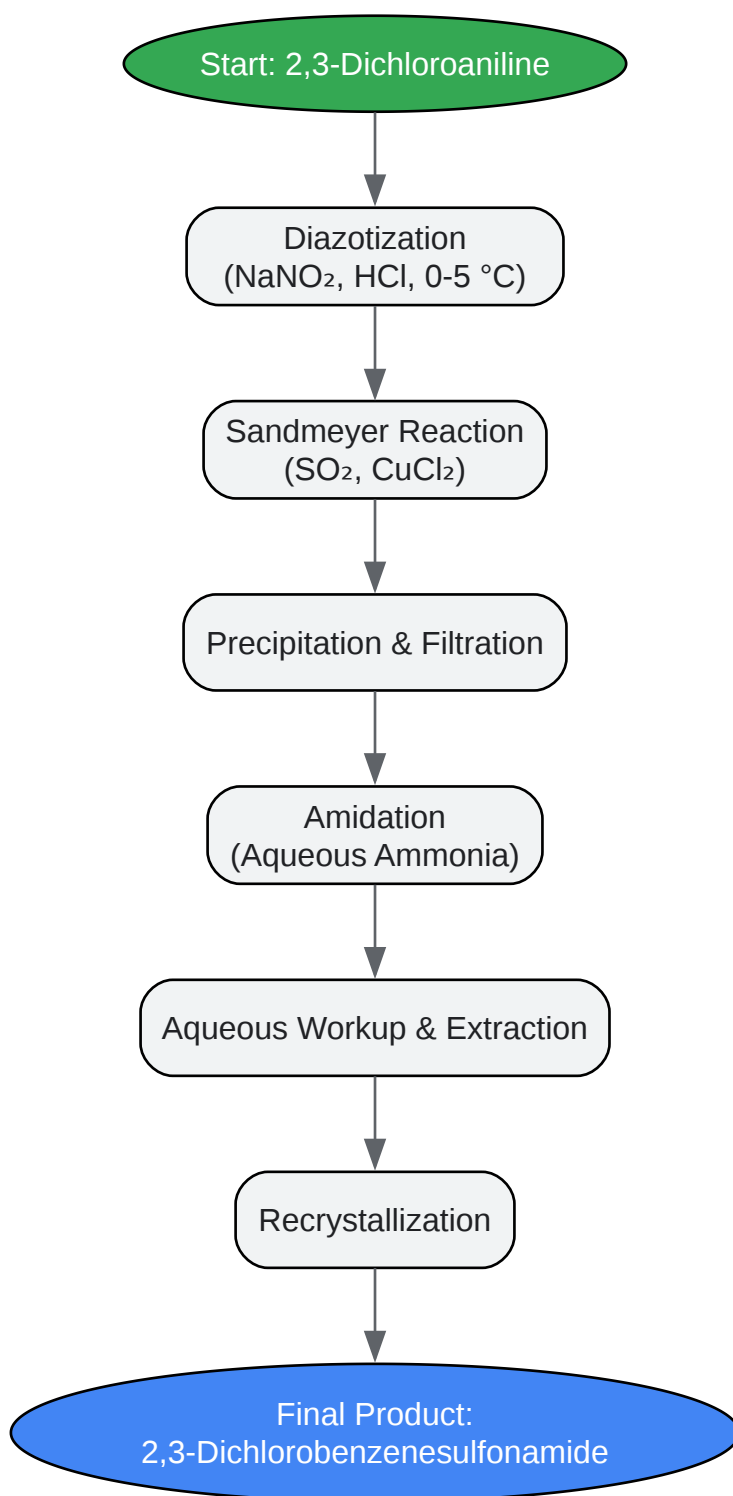 Start: 2,3-Dichloroaniline
Diazotization
(NaNO₂, HCl, 0-5 °C)
Sandmeyer Reaction
(SO₂, CuCl₂)
Precipitation & Filtration
Amidation
(Aqueous Ammonia)
Aqueous Workup & Extraction
Recrystallization
Final Product:
2,3-Dichlorobenzenesulfonamide